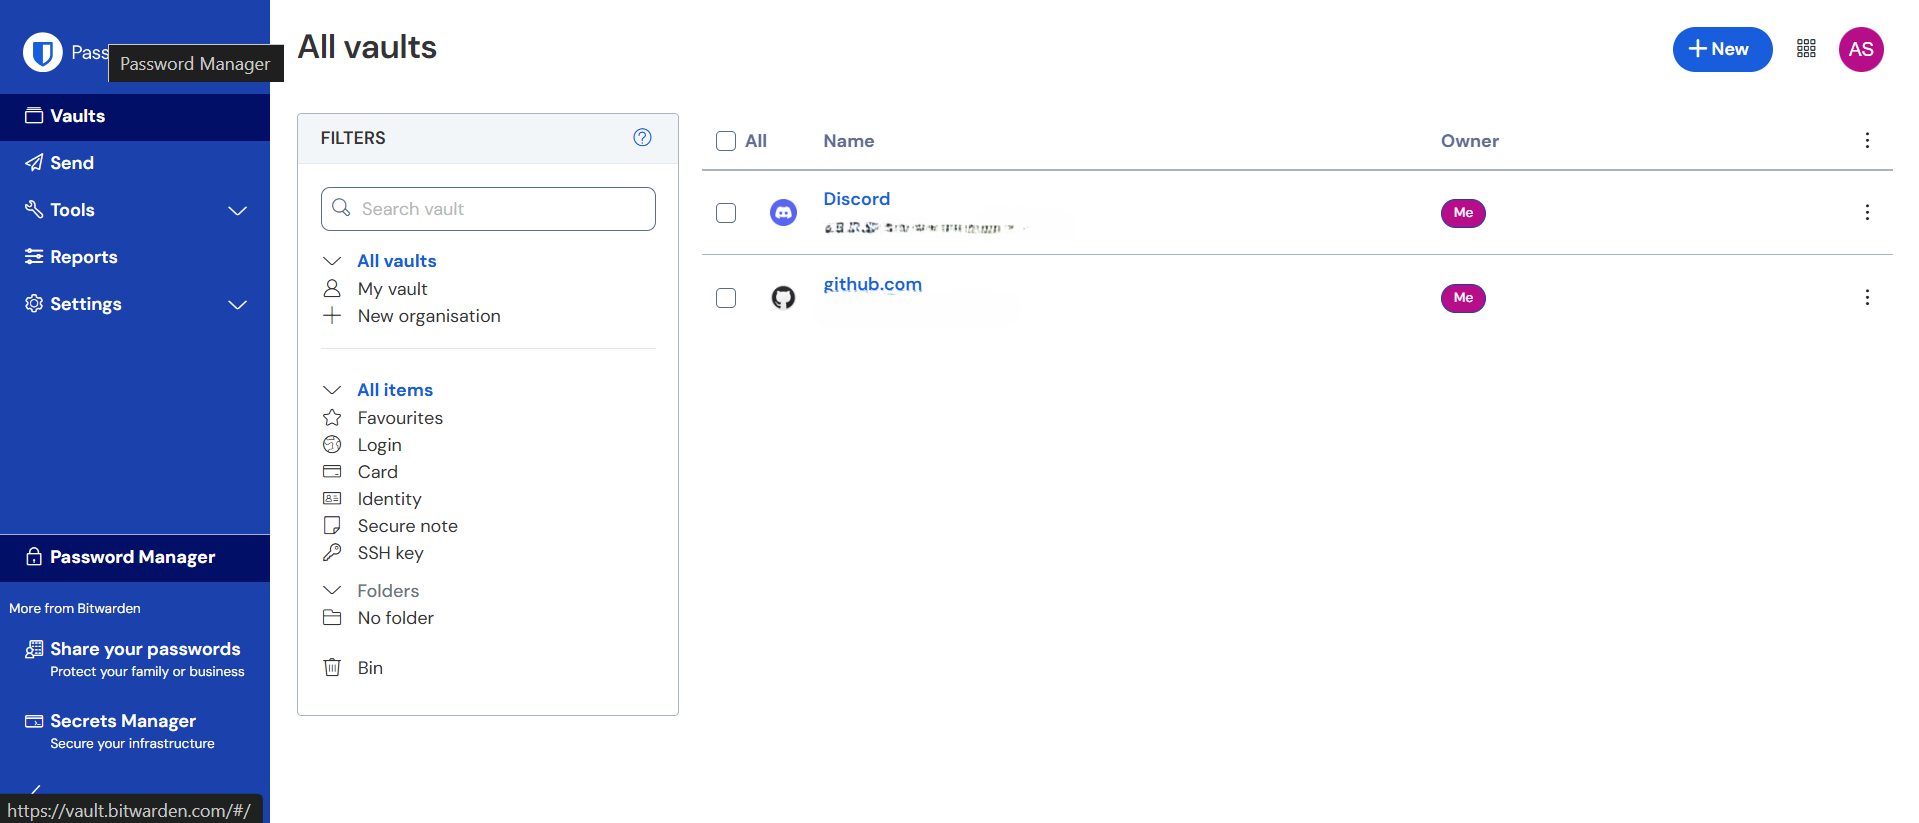 Pass
Password Manager
Vaults
Send
Tools
Reports
Settings
Password Manager
More from Bitwarden
Share your passwords
Protect your family or business
Secrets Manager
Secure your infrastructure
https://vault.bitwarden.com/#/
All vaults
New
AS
FILTERS
Search vault
All vaults
My vault
New organisation
All items
Favourites
Login
Card
Identity
Secure note
SSH key
Folders
No folder
Bin
All Name Owner
Discord
Me
github.com
Me